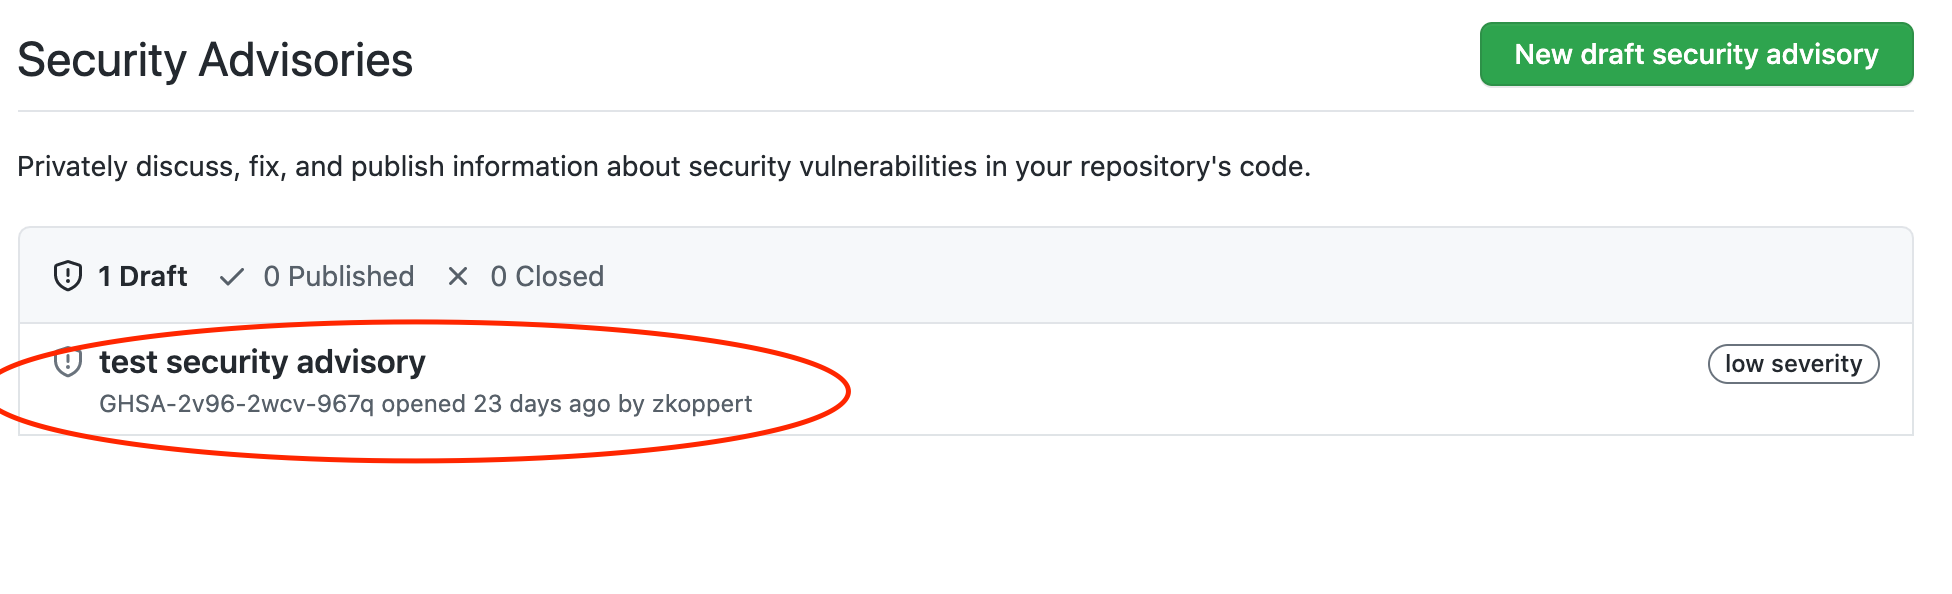 Security Advisories
New draft security advisory
Privately discuss, fix, and publish information about security vulnerabilities in your repository's code.
1 Draft 0 Published 0 Closed
test security advisory
low severity
GHSA-2v96-2wcv-967q opened 23 days ago by zkoppert